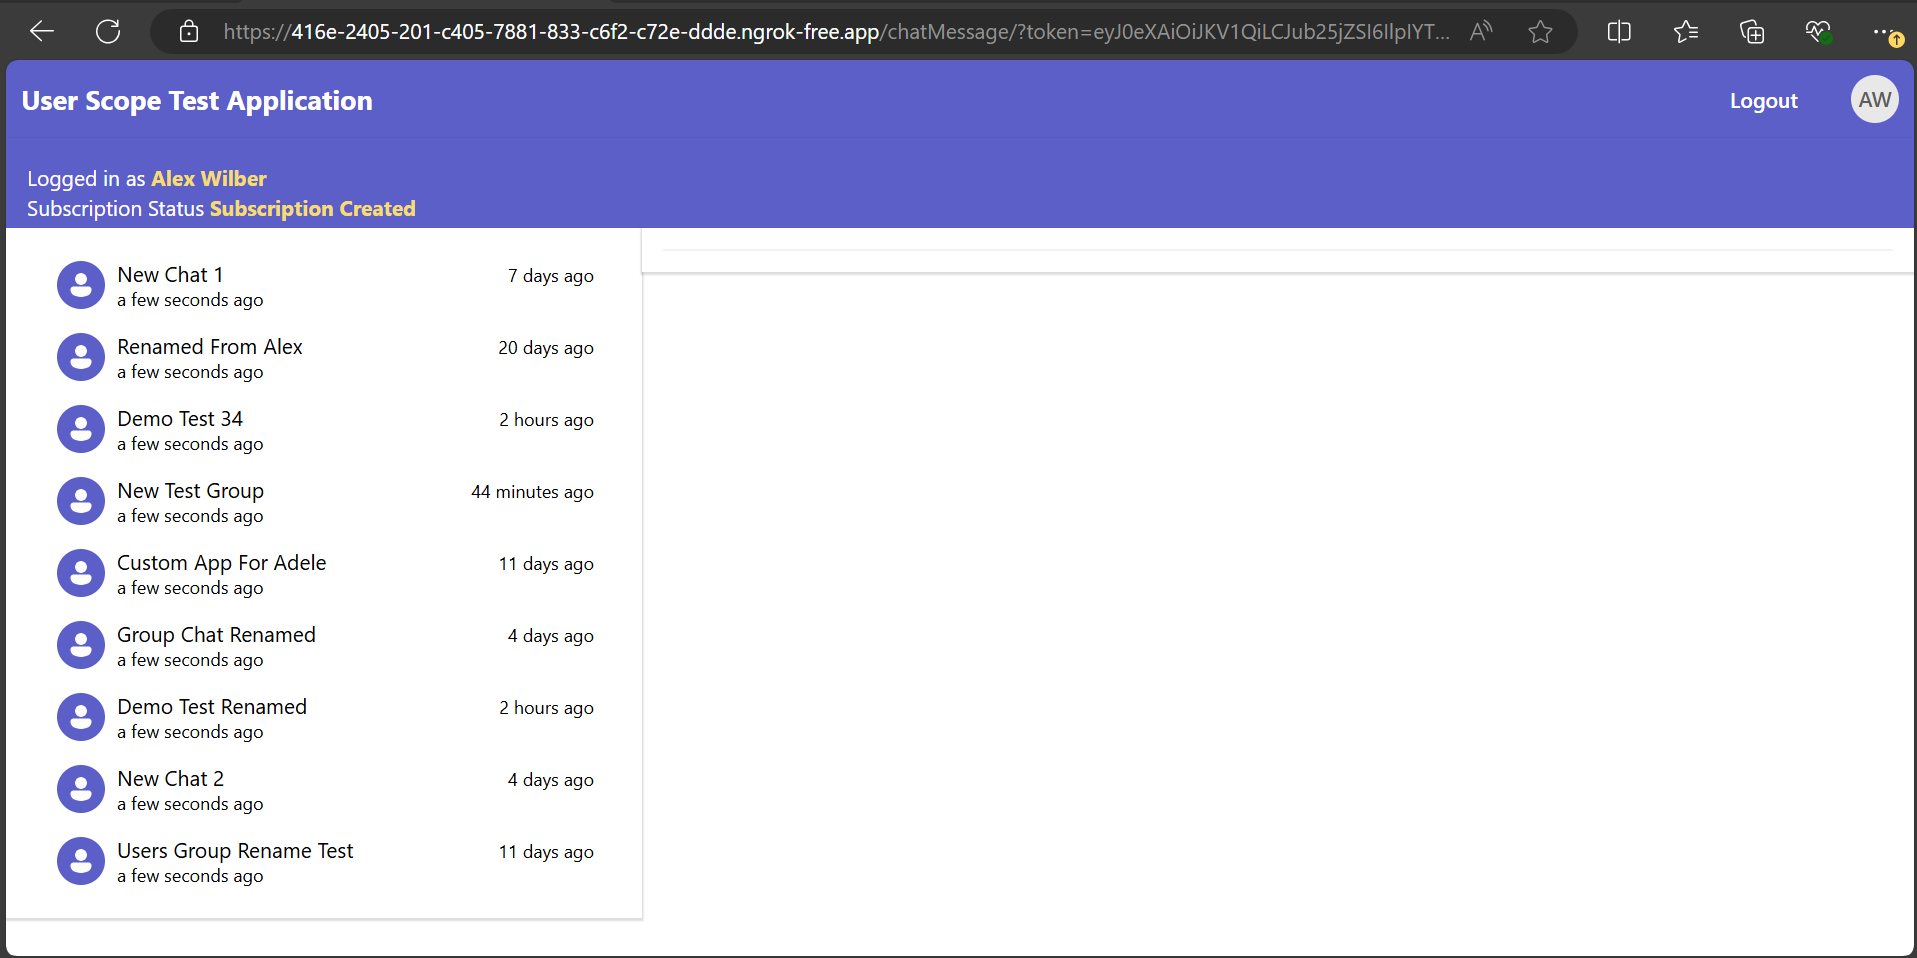 https://416e-2405-201-c405-7881-833-c6f2-c72e-ddde.ngrok-free.app/chatMessage/?token=eyJ0eXAiOiJKV1QiLCJub25jZSI6IlpIYT...
User Scope Test Application
Logout
AW
Logged in as Alex Wilber
Subscription Status Subscription Created
New Chat 1
7 days ago
a few seconds ago
Renamed From Alex
20 days ago
a few seconds ago
Demo Test 34
2 hours ago
a few seconds ago
New Test Group
44 minutes ago
a few seconds ago
Custom App For Adele
11 days ago
a few seconds ago
Group Chat Renamed
4 days ago
a few seconds ago
Demo Test Renamed
2 hours ago
a few seconds ago
New Chat 2
4 days ago
a few seconds ago
Users Group Rename Test
11 days ago
a few seconds ago